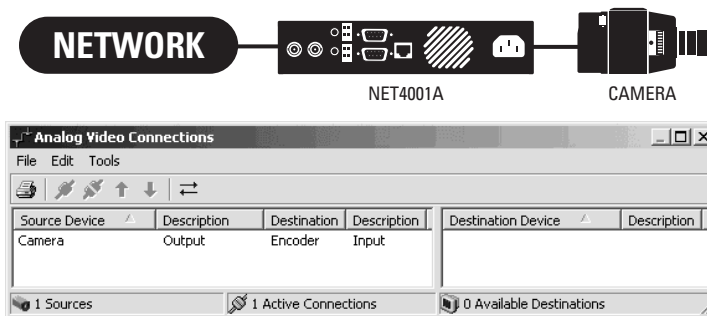 NETWORK
NET4001A
CAMERA
Analog Video Connections
File Edit Tools
Source Device Description Destination Description Destination Device Description
Camera Output Encoder Input
1 Sources 1 Active Connections 0 Available Destinations